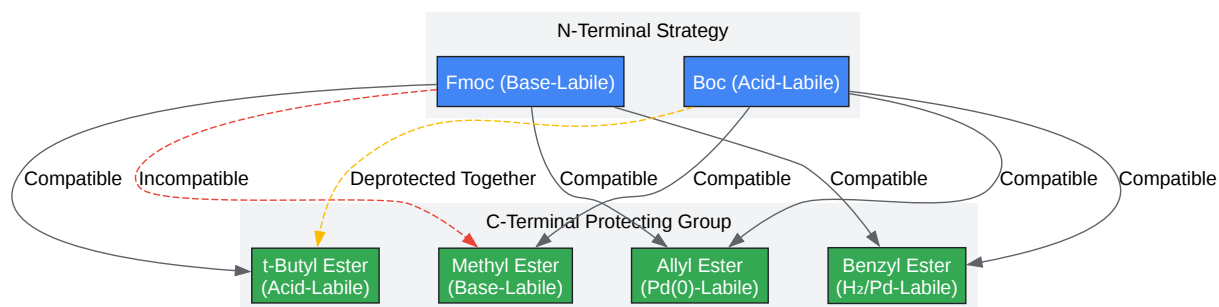 N-Terminal Strategy
Fmoc (Base-Labile)
Boc (Acid-Labile)
Compatible
Incompatible
Deprotected Together
Compatible
Compatible
Compatible
Compatible
Compatible
C-Terminal Protecting Group
t-Butyl Ester
(Acid-Labile)
Methyl Ester
(Base-Labile)
Allyl Ester
(Pd(0)-Labile)
Benzyl Ester
(H₂/Pd-Labile)